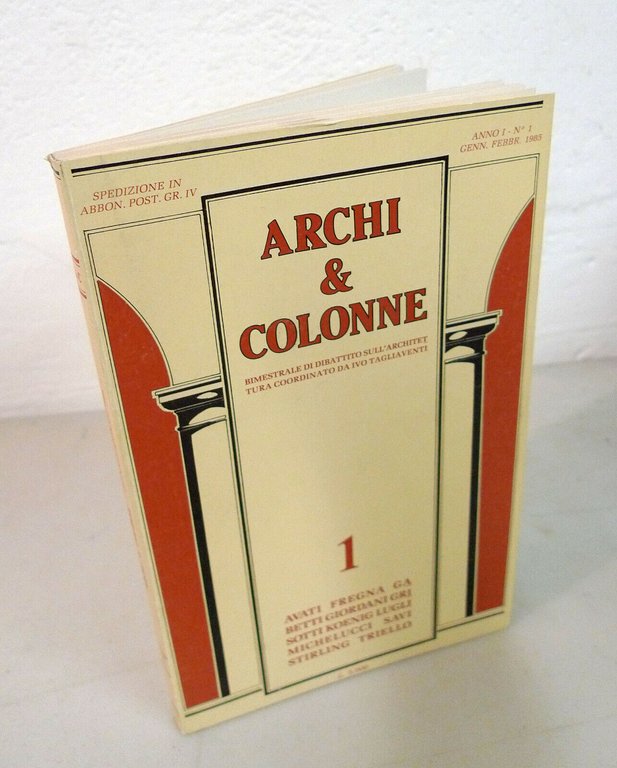 SPEDIZIONE IN
ABBON. POST. GR. IV
ANNO I - N° 1
GENN. FEBBR. 1985
ARCHI
&
COLONNE
BIMESTRALE DI DIBATTITO SULL'ARCHITET
TURA COORDINATO DA IVO TAGLIAVENTI
1
AVATI FREGNA GA
BETTI GIORDANI GRI
SOTTI KOENIG LUGLI
MICHELUCCI SAVI
STIRLING TRIELLO